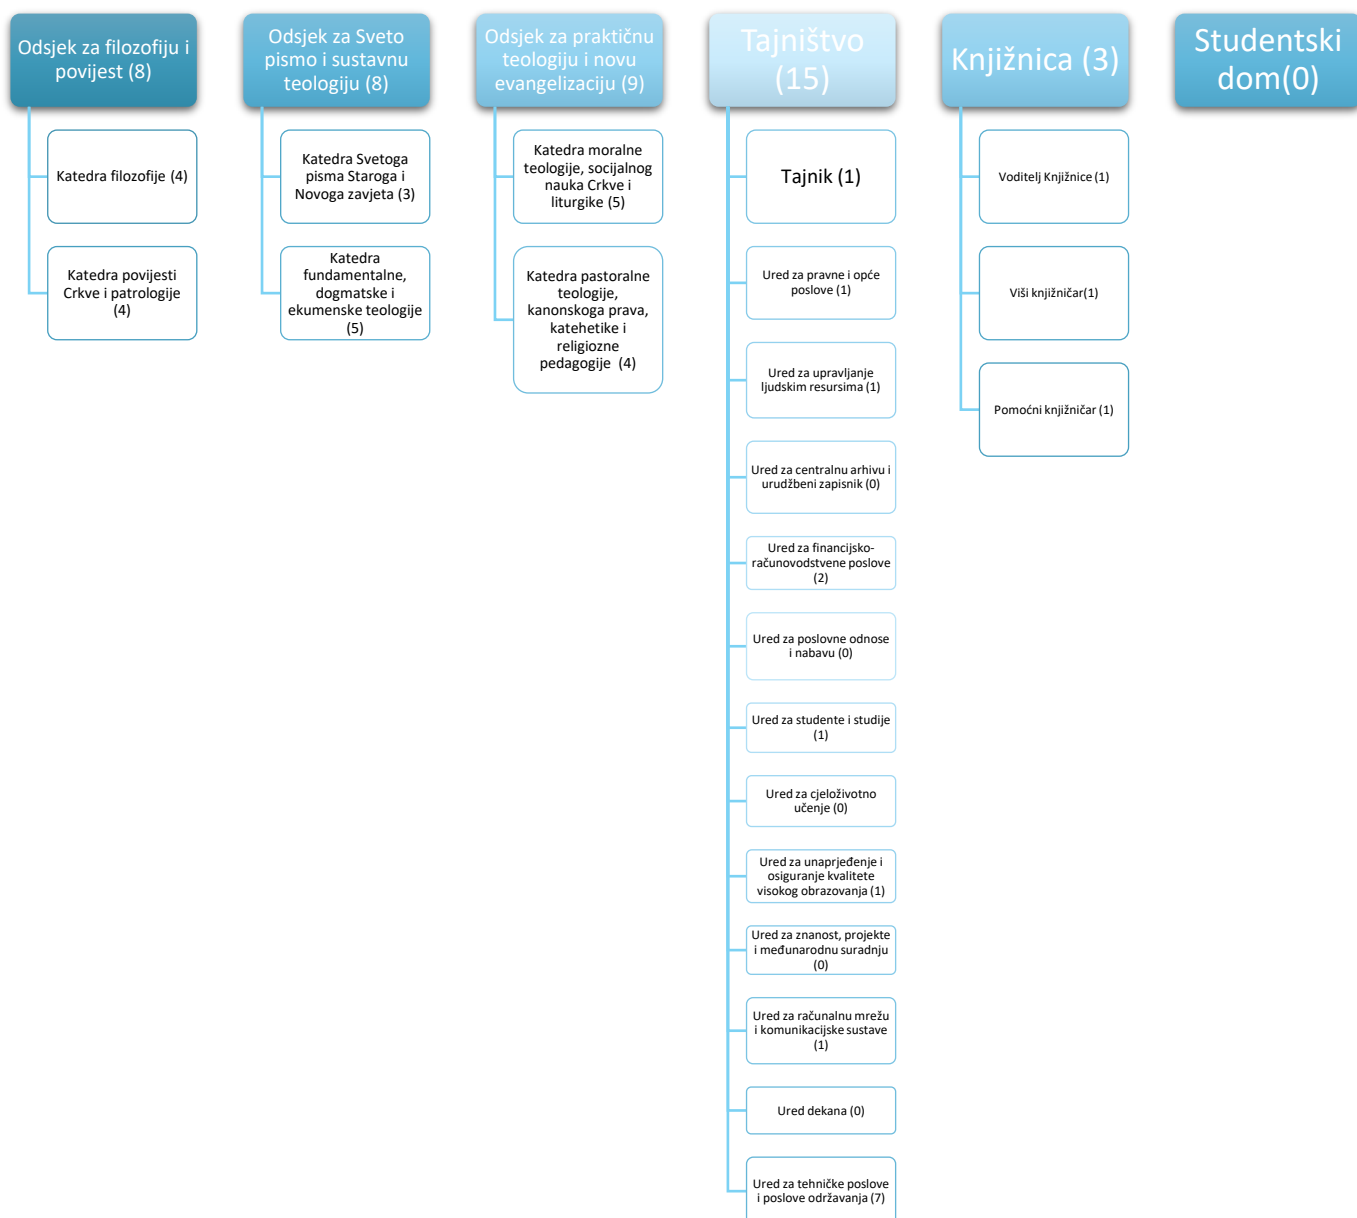 Odsjek za filozofiju i
povijest (8)
Katedra filozofije (4)
Katedra povijesti
Crkve i patrologije
(4)
Odsjek za Sveto
pismo i sustavnu
teologiju (8)
Katedra Svetoga
pisma Staroga i
Novoga zavjeta (3)
Katedra
fundamentalne,
dogmatske i
ekumenske teologije
(5)
Odsjek za praktičnu
teologiju i novu
evangelizaciju (9)
Katedra moralne
teologije, socijalnog
nauka Crkve i
liturgike (5)
Katedra pastoralne
teologije,
kanonskoga prava,
katehetike i
religiozne
pedagogije (4)
Tajništvo
(15)
Tajnik (1)
Ured za pravne i opće
poslove (1)
Ured za upravljanje
ljudskim resursima (1)
Ured za centralnu arhivu i
urudžbeni zapisnik (0)
Ured za financijsko-
računovodstvene poslove
(2)
Ured za poslovne odnose
i nabavu (0)
Ured za studente i studije
(1)
Ured za cjeloživotno
učenje (0)
Ured za unaprjeđenje i
osiguranje kvalitete
visokog obrazovanja (1)
Ured za znanost, projekte
i međunarodnu suradnju
(0)
Ured za računalnu mrežu
i komunikacijske sustave
(1)
Ured dekana (0)
Ured za tehničke poslove
i poslove održavanja (7)
Knjižnica (3)
Voditelj Knjižnice (1)
Viši knjižničar(1)
Pomoćni knjižničar (1)
Studentski
dom(0)